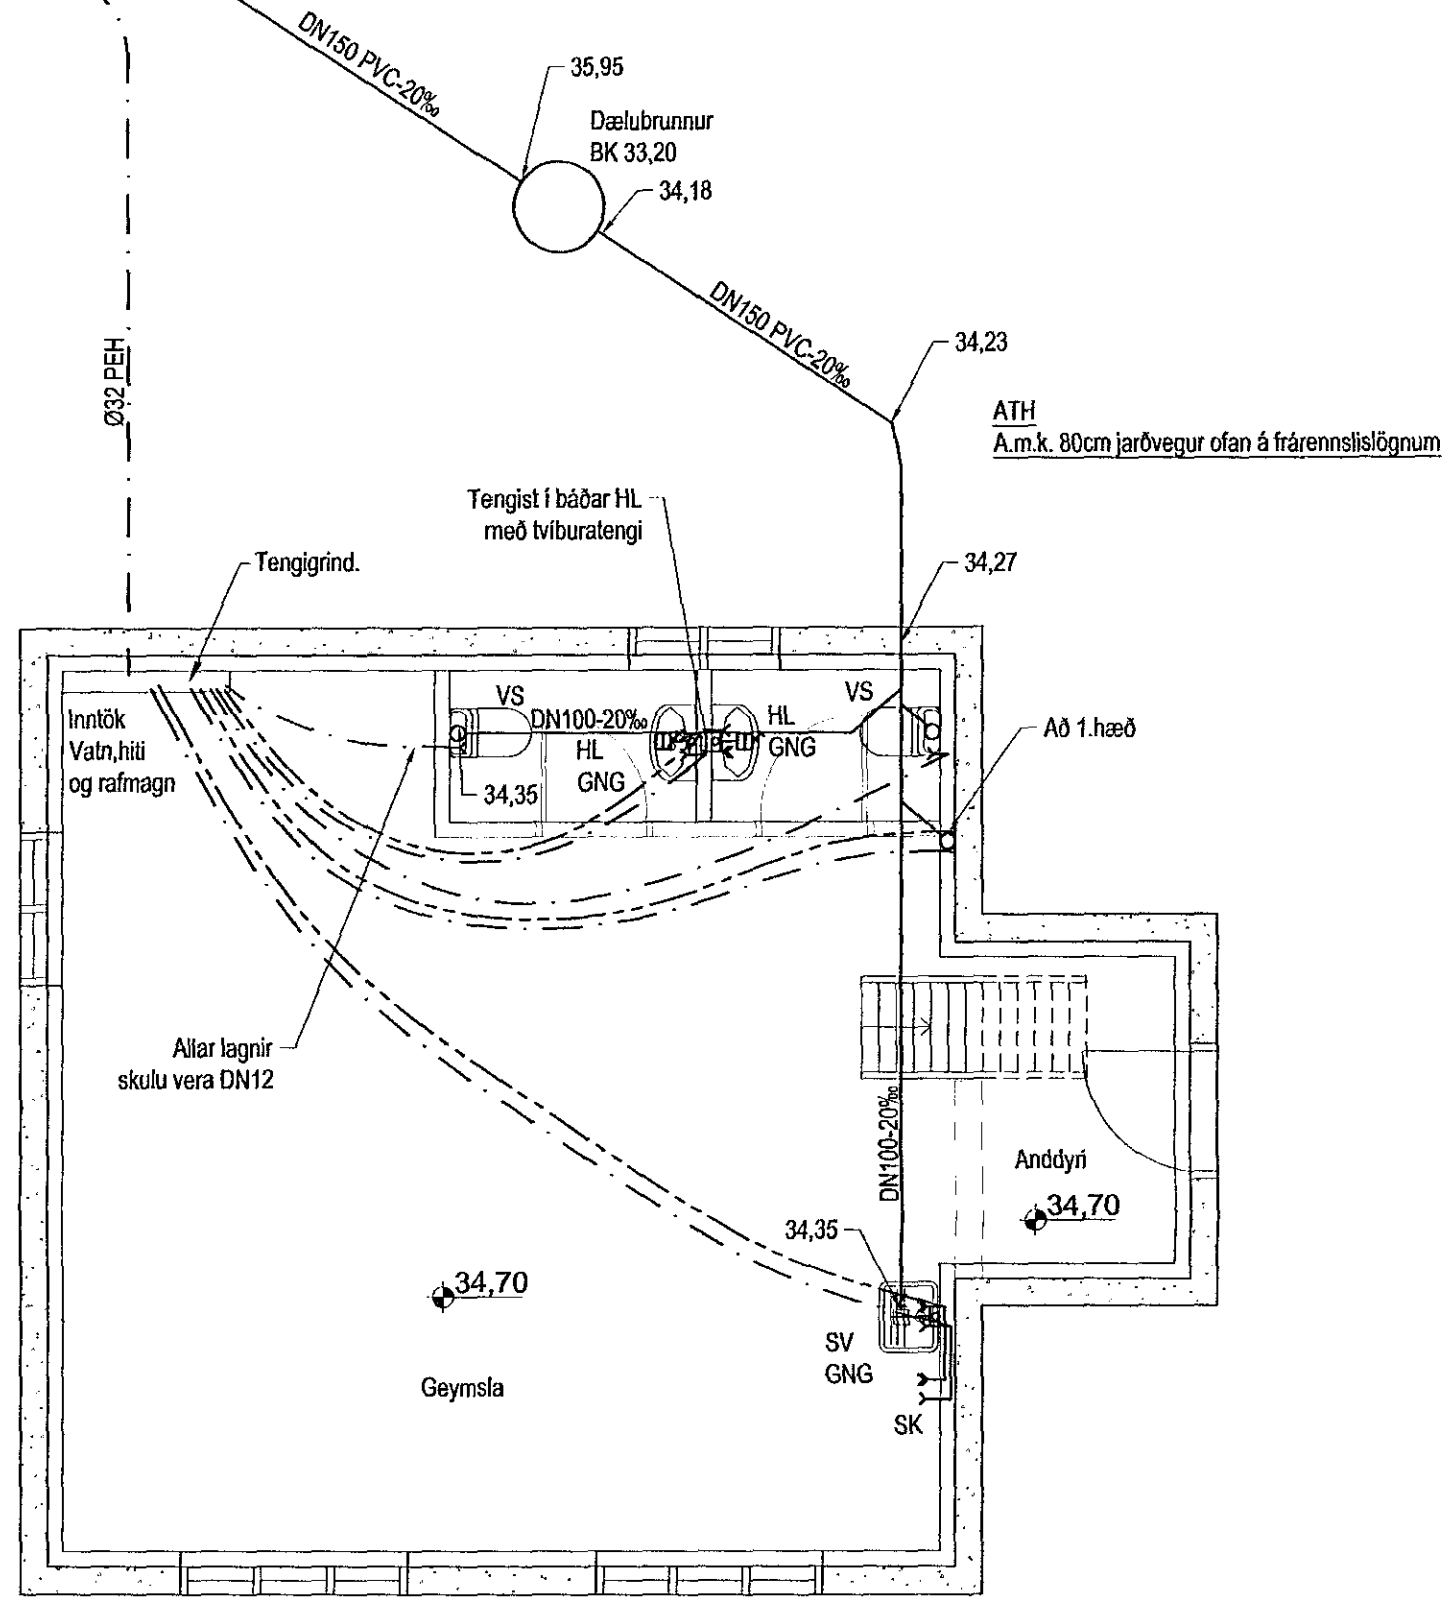 DN150 PVC-20‰
35,95
Dælubrunnur
BK 33,20
34,18
DN150 PVC-20‰
34,23
Ø32 PEH
ATH
A.m.k. 80cm jarðvegur ofan á frárennslislögnum
Tengist í báðar HL
með tvíburatengi
Tengigrind.
34,27
Inntök
Vatn,hiti
og rafmagn
VS
DN100-20‰
HL
GNG
HL
GNG
VS
34,35
Að 1.hæð
Allar lagnir
skulu vera DN12
DN100-20‰
Anddyri
34,70
34,35
34,70
Geymsla
SV
GNG
SK